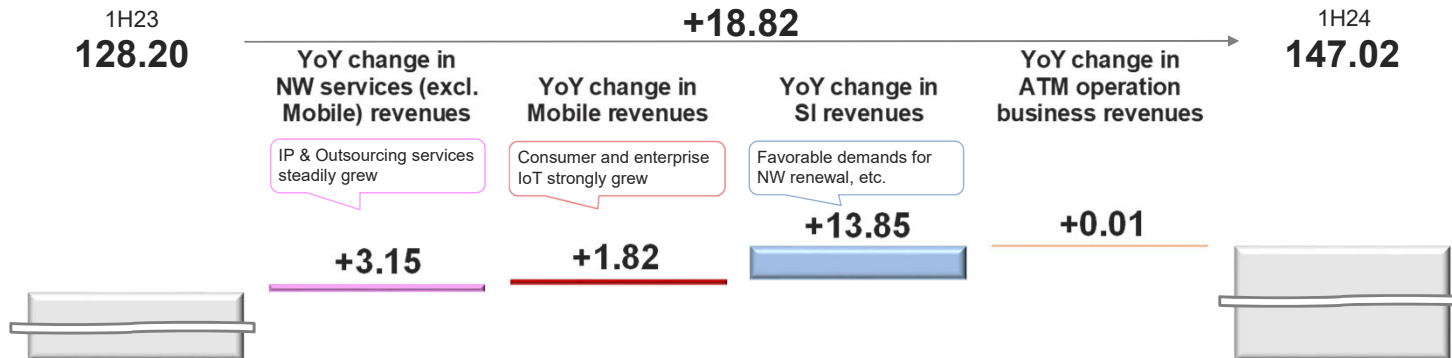 1H23
128.20
+18.82
1H24
147.02
YoY change in
NW services (excl.
Mobile) revenues
YoY change in
Mobile revenues
YoY change in
SI revenues
YoY change in
ATM operation
business revenues
IP & Outsourcing services
steadily grew
Consumer and enterprise
IoT strongly grew
Favorable demands for
NW renewal, etc.
+3.15
+1.82
+13.85
+0.01